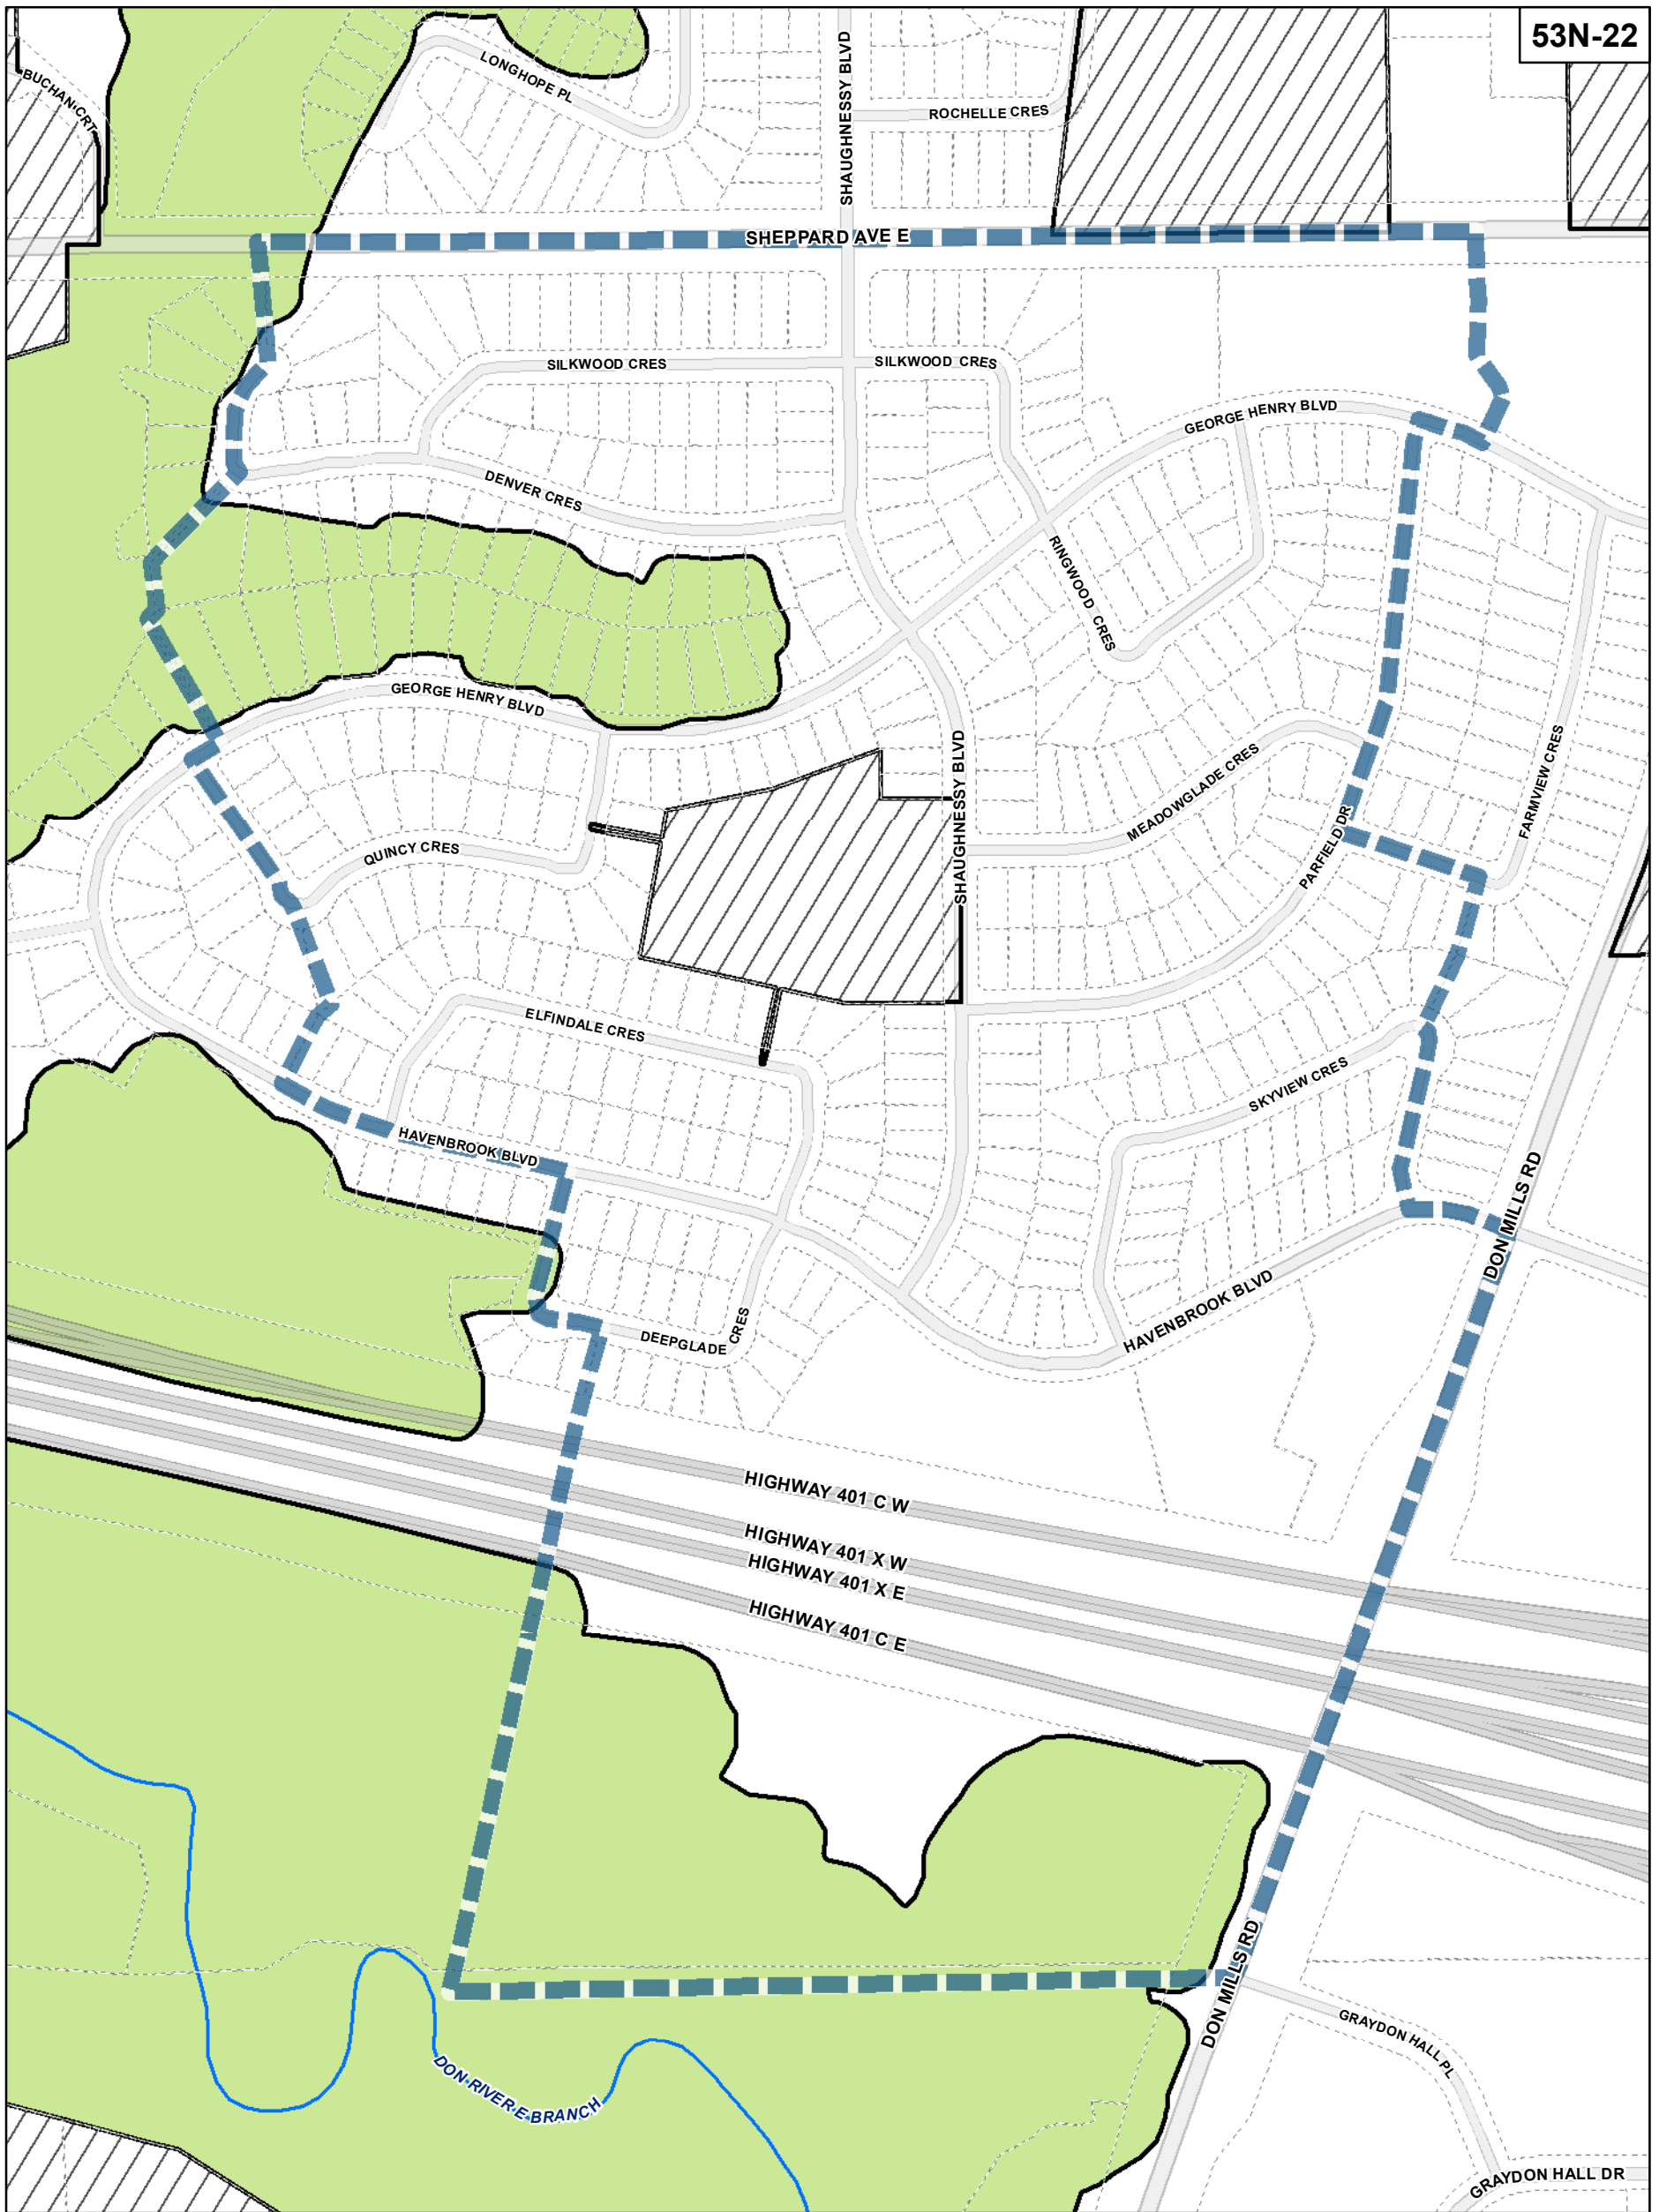 53N-22
LONGHOPE PL
SHAUGHNESSY BLVD
BUCHAN CRT
ROCHELLE CRES
SHEPPARD AVE E
SILKWOOD CRES
SILKWOOD CRES
GEORGE HENRY BLVD
DENVER CRES
RINGWOOD CRES
GEORGE HENRY BLVD
SHAUGHNESSY BLVD
MEADOWGLADE CRES
FARMVIEW CRES
PARFIELD DR
QUINCY CRES
ELFINDALE CRES
SKYVIEW CRES
HAVENBROOK BLVD
DON MILLS RD
HAVENBROOK BLVD
DEEPGLADE CRES
HIGHWAY 401 C W
HIGHWAY 401 X W
HIGHWAY 401 X E
HIGHWAY 401 C E
DON MILLS RD
GRAYDON HALL PL
DON RIVER E BRANCH
GRAYDON HALL DR